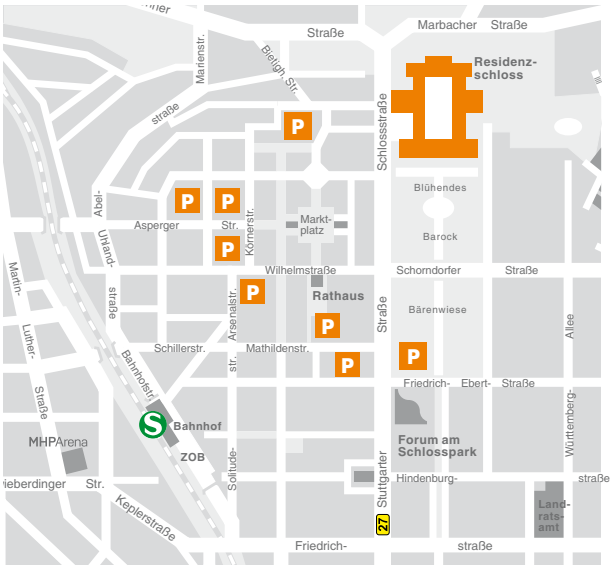 nner
Straße
Marbacher Straße
Marienstr.
Bietigh. Str.
Residenz-
schloss
straße
Schlossstraße
P
P
P
Abel-
Blühendes
Asperger Str.
Körnerstr.
Markt-
platz
Barock
P
Uhland-
Wilhelmstraße
Schorndorfer Straße
Martin-
straße
P
Arsenalstr.
Rathaus
Straße
Bärenwiese
Allee
P
Luther-
Schillerstr.
str.
Mathildenstr.
P
P
Bahnhofstr.
Friedrich- Ebert- Straße
Straße
S
Bahnhof
Forum am
Schlosspark
Württemberg-
MHPArena
ZOB
Solitude-
Stuttgarter
ieberdinger Str.
Hindenburg- straße
Keplerstraße
27
Land-
rats-
amt
Friedrich- straße